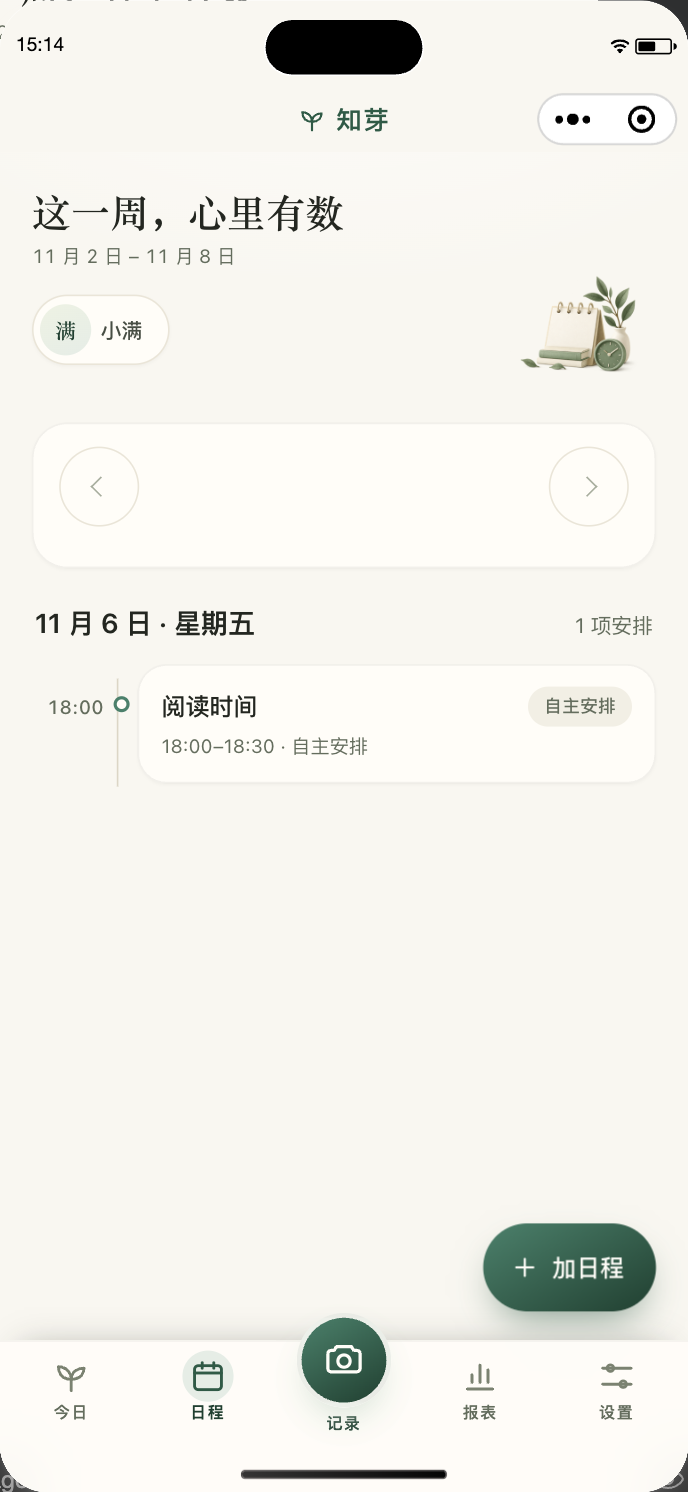 15:14
知芽
这一周，心里有数
11 月 2 日 – 11 月 8 日
满 小满
11 月 6 日 · 星期五
1 项安排
18:00
阅读时间
自主安排
18:00–18:30 · 自主安排
+ 加日程
今日
日程
记录
报表
设置